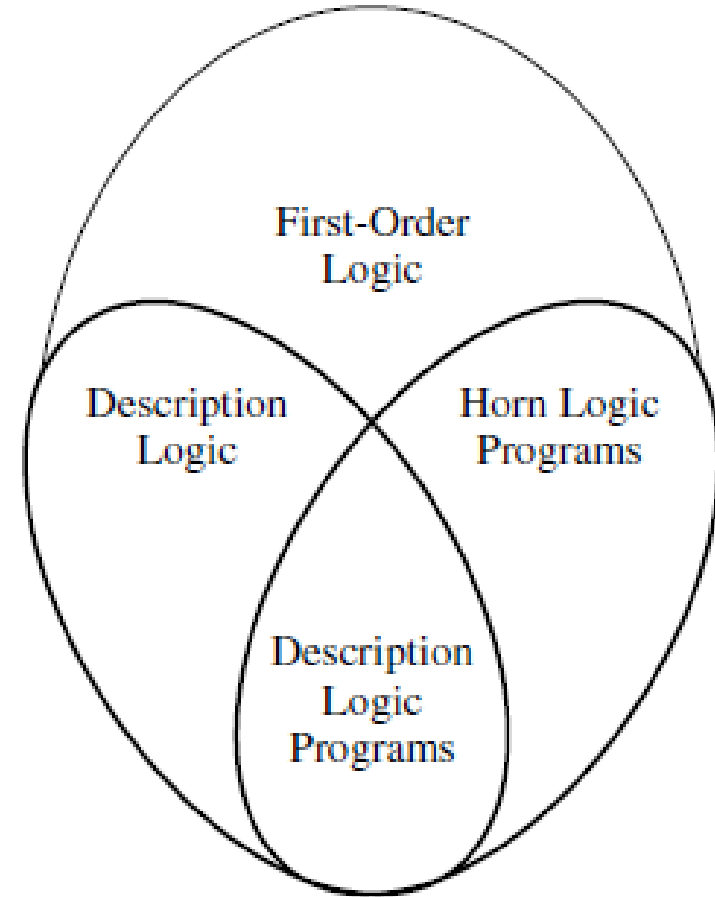 First-Order
Logic
Description
Logic
Horn Logic
Programs
Description
Logic
Programs